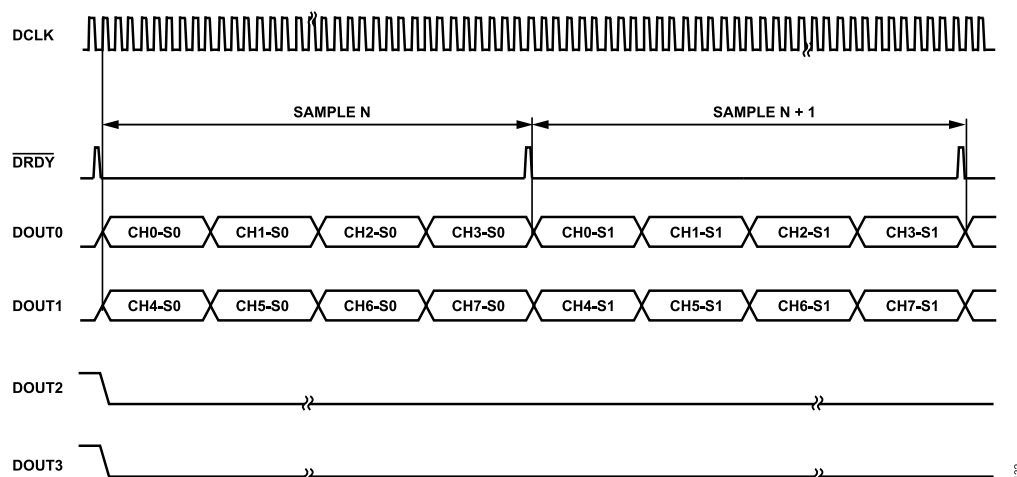 DCLK
SAMPLE N
SAMPLE N + 1
DRDY
DOUT0
CH0-S0
CH1-S0
CH2-S0
CH3-S0
CH0-S1
CH1-S1
CH2-S1
CH3-S1
DOUT1
CH4-S0
CH5-S0
CH6-S0
CH7-S0
CH4-S1
CH5-S1
CH6-S1
CH7-S1
DOUT2
DOUT3